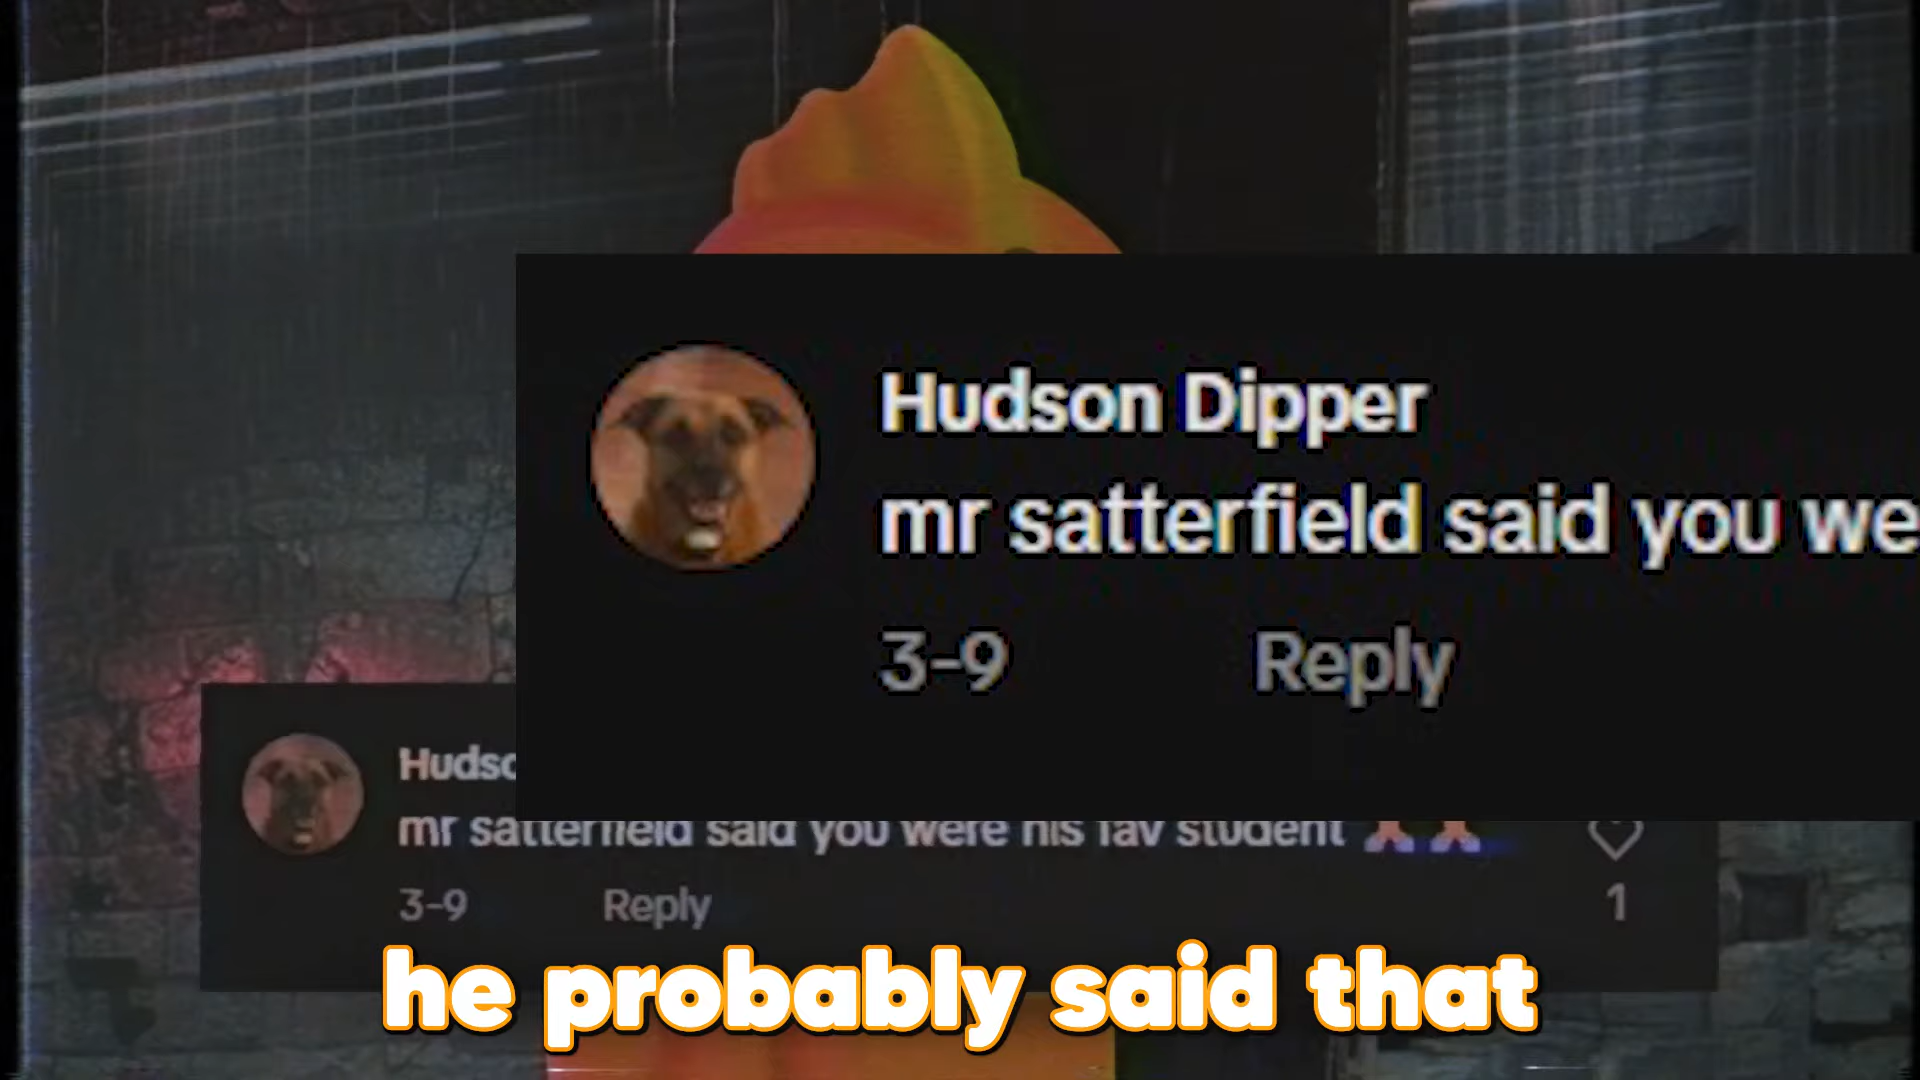 Hudson Dipper
mr satterfield said you we
3-9 Reply
Hudso
mr satterfield said you were his fav student
3-9 Reply
1
he probably said that